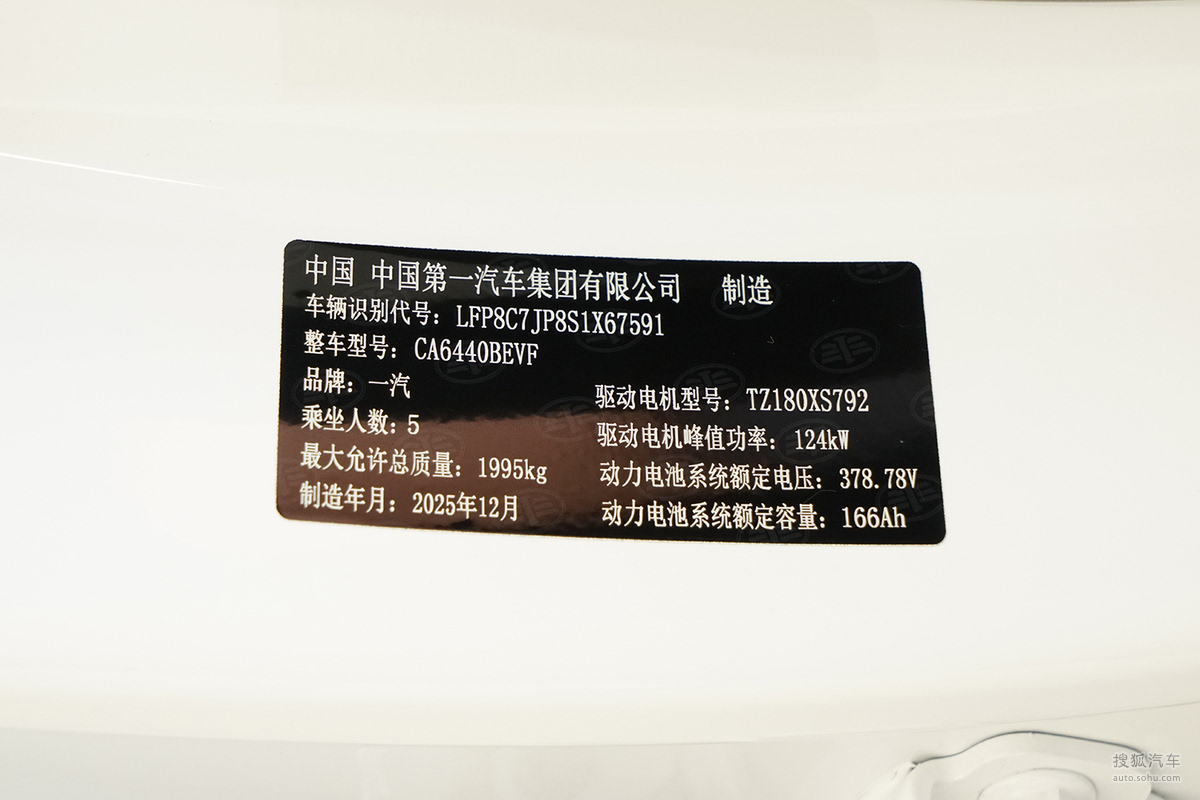 中国 中国第一汽车集团有限公司 制造
车辆识别代号：LFP8C7JP8S1X67591
整车型号：CA6440BEVF
品牌：一汽
乘坐人数：5
最大允许总质量：1995kg
制造年月：2025年12月
驱动电机型号：TZ180XS792
驱动电机峰值功率：124kW
动力电池系统额定电压：378.78V
动力电池系统额定容量：166Ah
搜狐汽车
auto.sohu.com